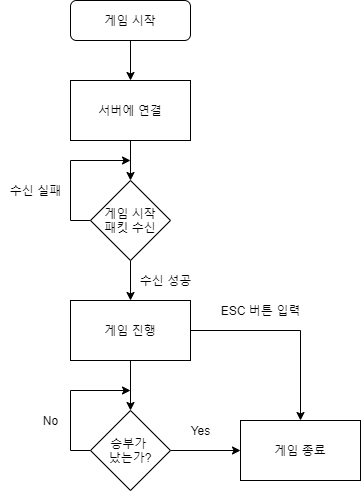 게임 시작
서버에 연결
수신 실패
게임 시작
패킷 수신
수신 성공
게임 진행
ESC 버튼 입력
No
승부가
났는가?
Yes
게임 종료